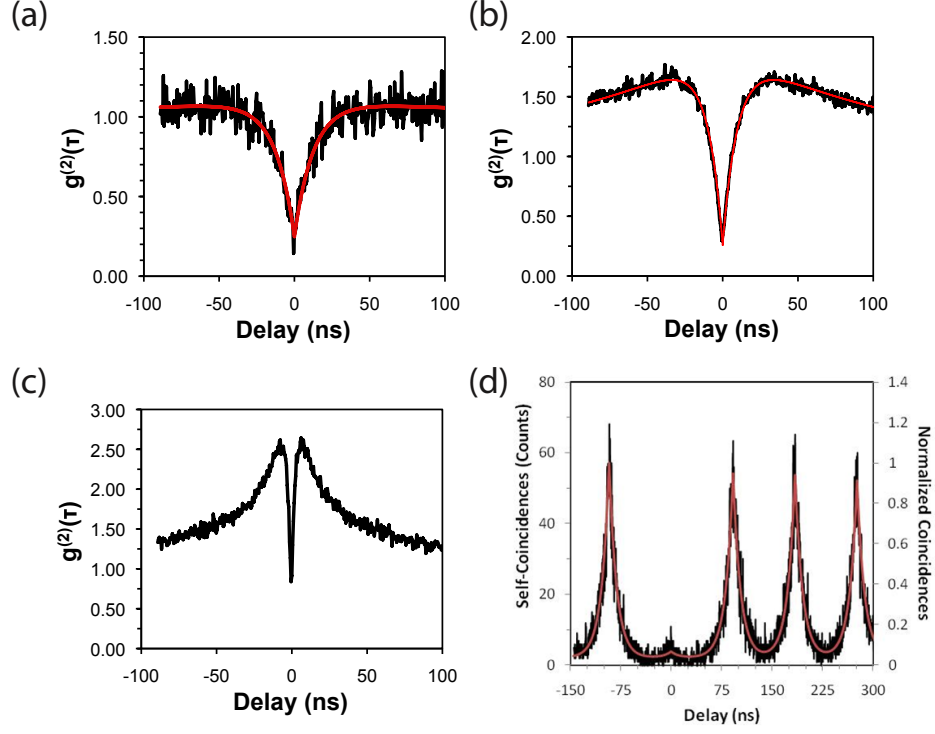 (a)
1.50
1.00
0.50
0.00
g(2)(τ)
-100 -50 0 50 100
Delay (ns)
(b)
2.00
1.50
1.00
0.50
0.00
g(2)(τ)
-100 -50 0 50 100
Delay (ns)
(c)
3.00
2.50
2.00
1.50
1.00
0.50
0.00
g(2)(τ)
-100 -50 0 50 100
Delay (ns)
(d)
80
60
40
20
0
Self-Coincidences (Counts)
1.4
1.2
1
0.8
0.6
0.4
0.2
0
Normalized Coincidences
-150 -75 0 75 150 225 300
Delay (ns)